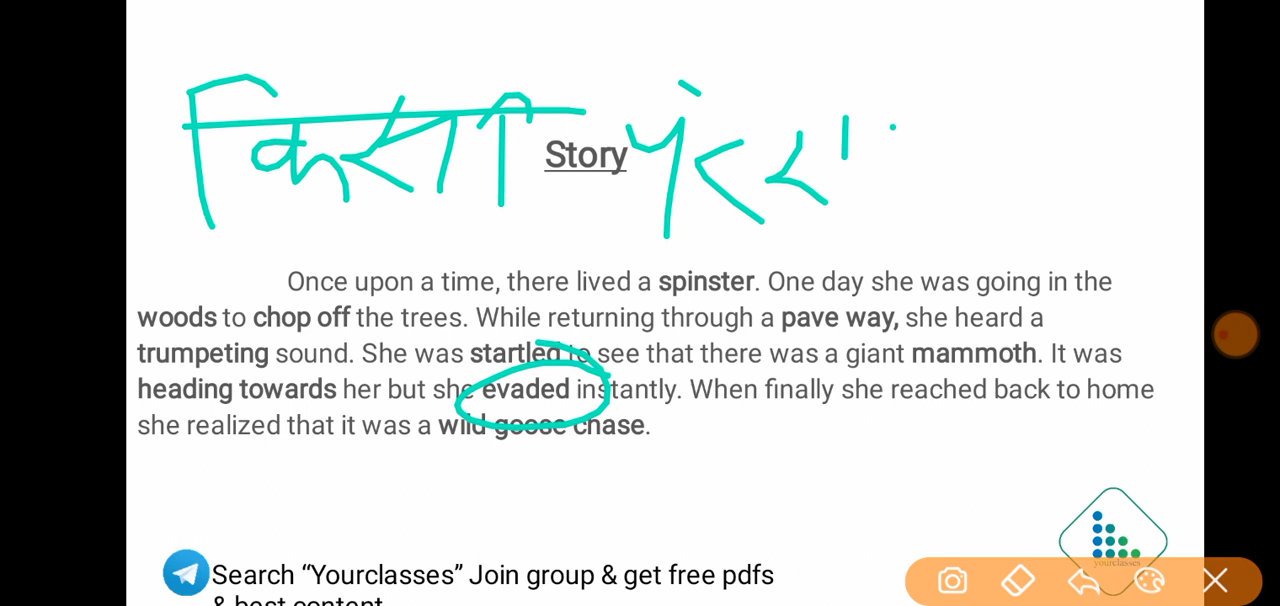 किसी
Story
Once upon a time, there lived a spinster. One day she was going in the
woods to chop off the trees. While returning through a pave way, she heard a
trumpeting sound. She was startled to see that there was a giant mammoth. It was
heading towards her but she evaded instantly. When finally she reached back to home
she realized that it was a wild goose chase.
yourclasses
Search “Yourclasses” Join group & get free pdfs
& best content